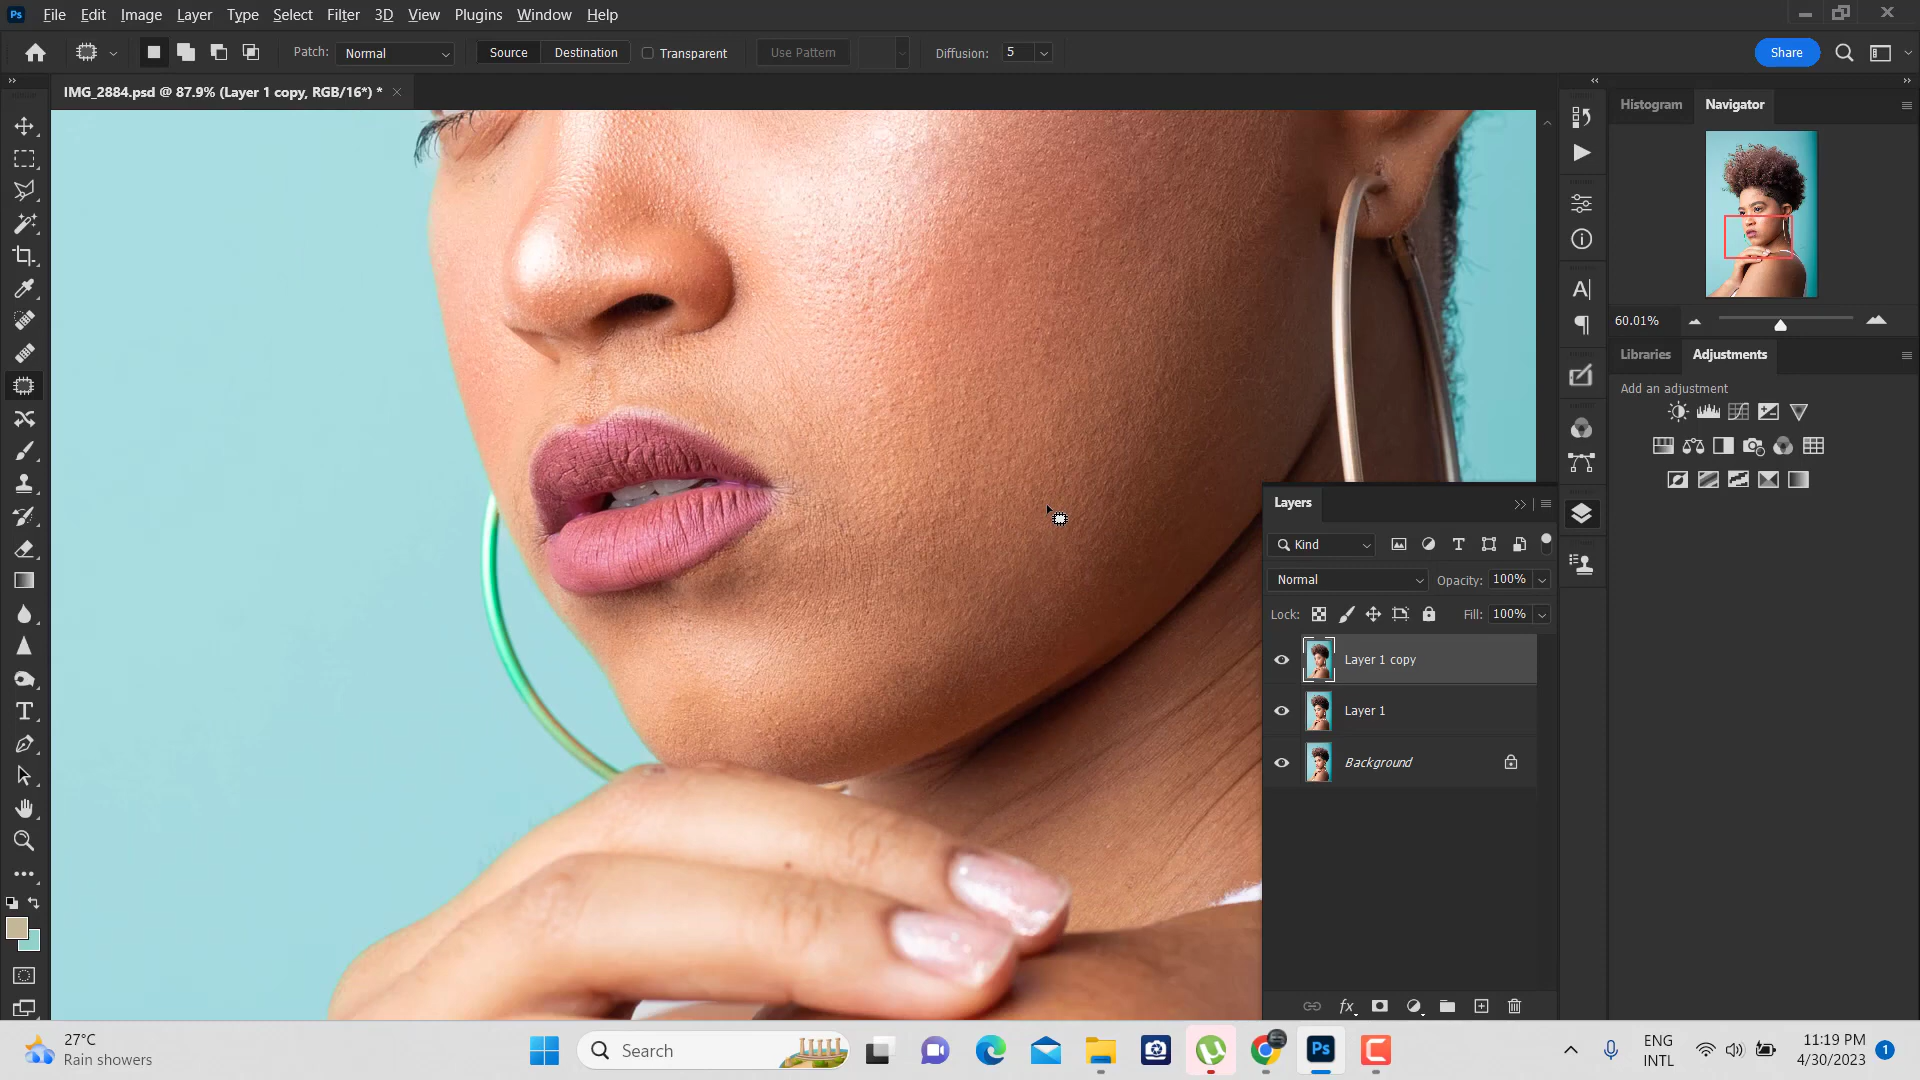 Ps File Edit Image Layer Type Select Filter 3D View Plugins Window Help
Patch: Normal Source Destination Transparent Use Pattern Diffusion: 5 Share
IMG_2884.psd @ 87.9% (Layer 1 copy, RGB/16*) *
Histogram Navigator
60.01%
Libraries Adjustments
Add an adjustment
Layers
Kind
Normal Opacity: 100%
Lock: Fill: 100%
Layer 1 copy
Layer 1
Background
27°C
Rain showers
Search
Ps
ENG
INTL
11:19 PM
4/30/2023
1